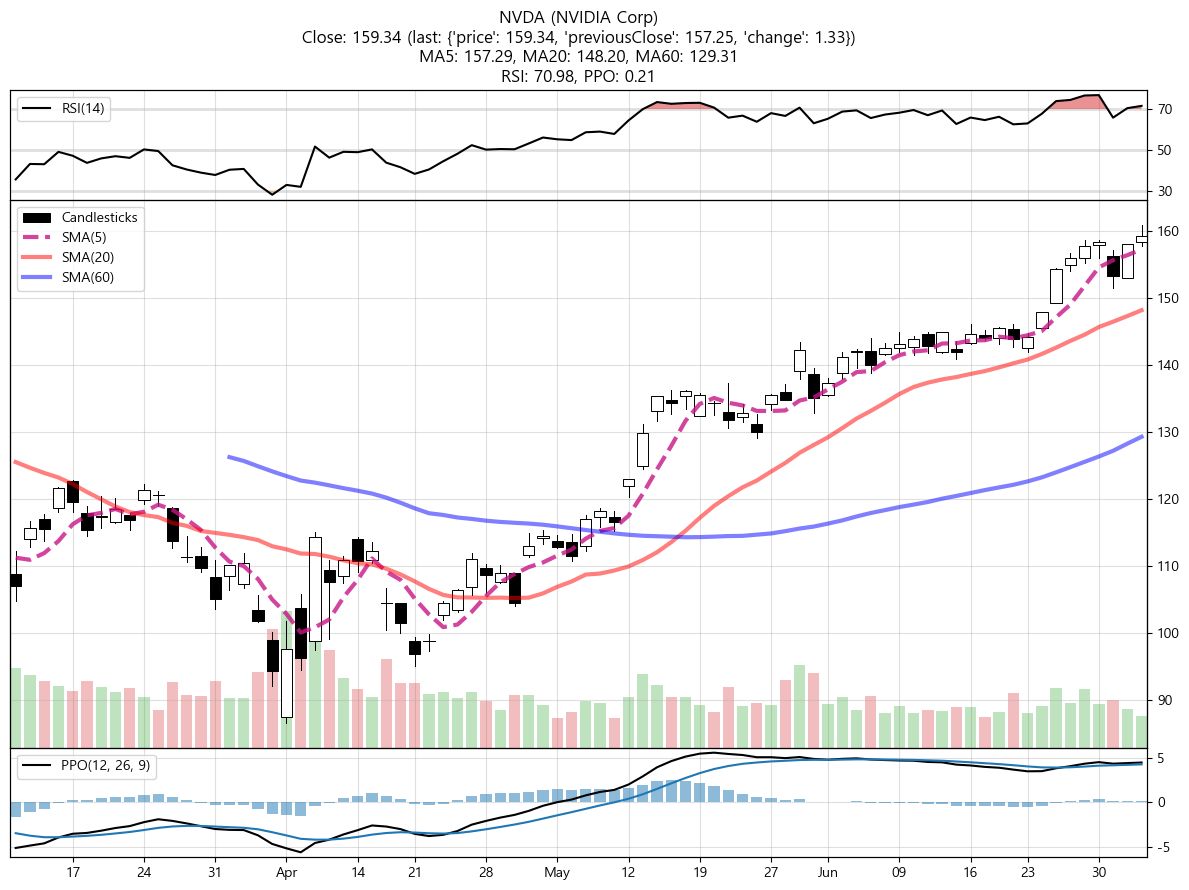 NVDA (NVIDIA Corp)
Close: 159.34 (last: {'price': 159.34, 'previousClose': 157.25, 'change': 1.33})
MA5: 157.29, MA20: 148.20, MA60: 129.31
RSI: 70.98, PPO: 0.21
RSI(14)
70
50
30
Candlesticks
SMA(5)
SMA(20)
SMA(60)
160
150
140
130
120
110
100
90
PPO(12, 26, 9)
5
0
-5
17 24 31 Apr 14 21 28 May 12 19 27 Jun 09 16 23 30